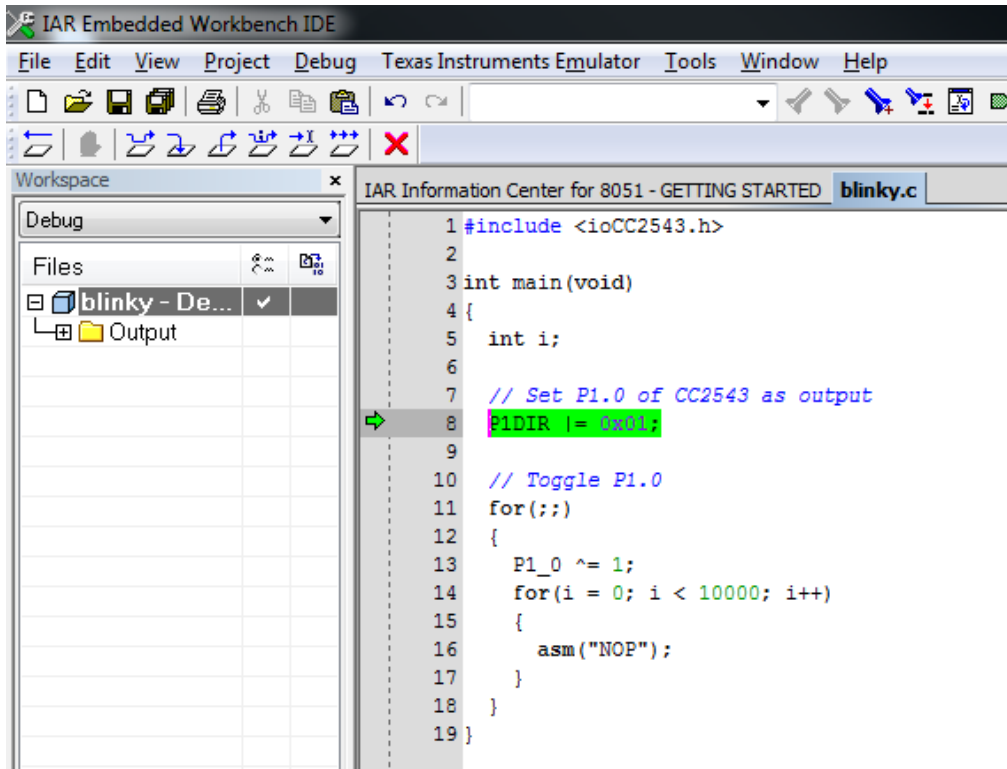 IAR Embedded Workbench IDE
File Edit View Project Debug Texas Instruments Emulator Tools Window Help
Workspace x
IAR Information Center for 8051 - GETTING STARTED blinky.c
Debug
Files
blinky - De...
Output
1 #include <ioCC2543.h>
2
3 int main(void)
4 {
5 int i;
6
7 // Set P1.0 of CC2543 as output
8 P1DIR |= 0x01;
9
10 // Toggle P1.0
11 for(;;)
12 {
13 P1_0 ^= 1;
14 for(i = 0; i < 10000; i++)
15 {
16 asm("NOP");
17 }
18 }
19 }